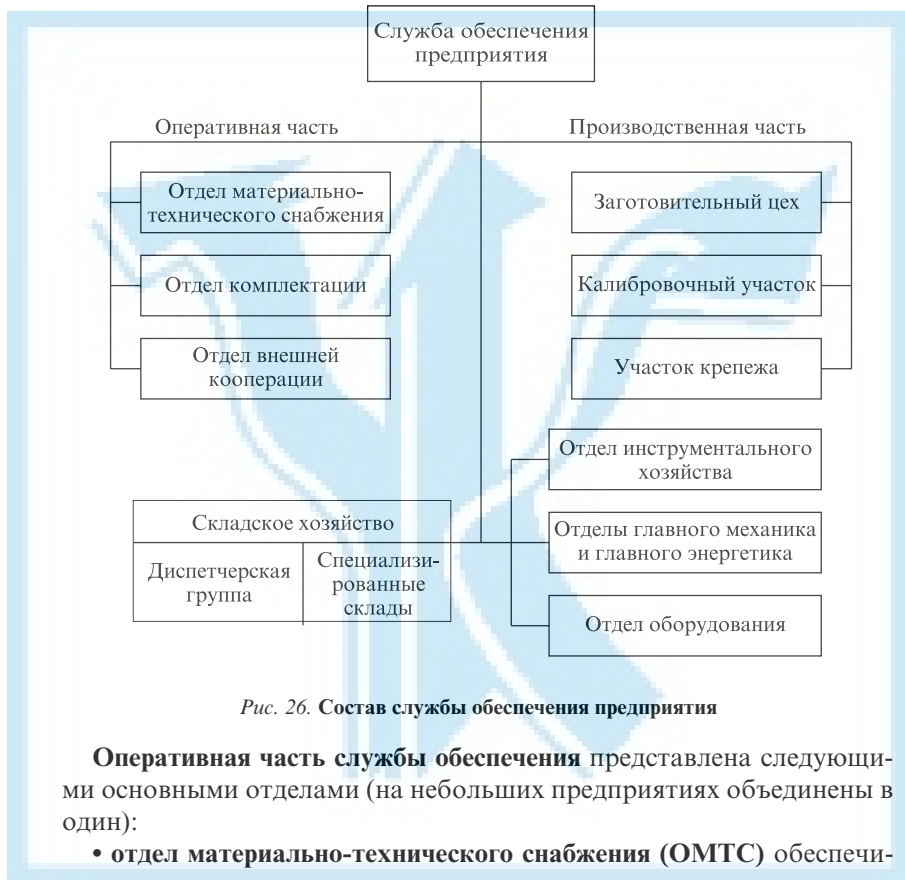 Служба обеспечения
предприятия
Оперативная часть
Производственная часть
Отдел материально-
технического снабжения
Заготовительный цех
Отдел комплектации
Калибровочный участок
Отдел внешней
кооперации
Участок крепежа
Отдел инструментального
хозяйства
Складское хозяйство
Диспетчерская
группа
Специализи-
рованные
склады
Отделы главного механика
и главного энергетика
Отдел оборудования
Рис. 26. Состав службы обеспечения предприятия
Оперативная часть службы обеспечения представлена следующи-
ми основными отделами (на небольших предприятиях объединены в
один):
• отдел материально-технического снабжения (ОМТС) обеспечи-